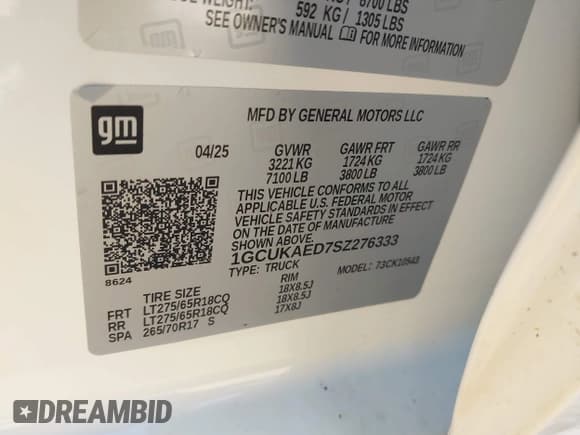 592 KG / 1305 LBS
SEE OWNER'S MANUAL FOR MORE INFORMATION
gm
MFD BY GENERAL MOTORS LLC
04/25 GVWR GAWR FRT GAWR RR
3221 KG 1724 KG 1724 KG
7100 LB 3800 LB 3800 LB
THIS VEHICLE CONFORMS TO ALL
APPLICABLE U.S. FEDERAL MOTOR
VEHICLE SAFETY STANDARDS IN EFFECT
ON THE DATE OF MANUFACTURE
SHOWN ABOVE.
1GCUKAED7SZ276333
8624 TYPE: TRUCK MODEL: 73CK10543
TIRE SIZE RIM
FRT LT275/65R18CQ 18X8.5J
RR LT275/65R18CQ 18X8.5J
SPA 265/70R17 S 17X8J
DREAMBID